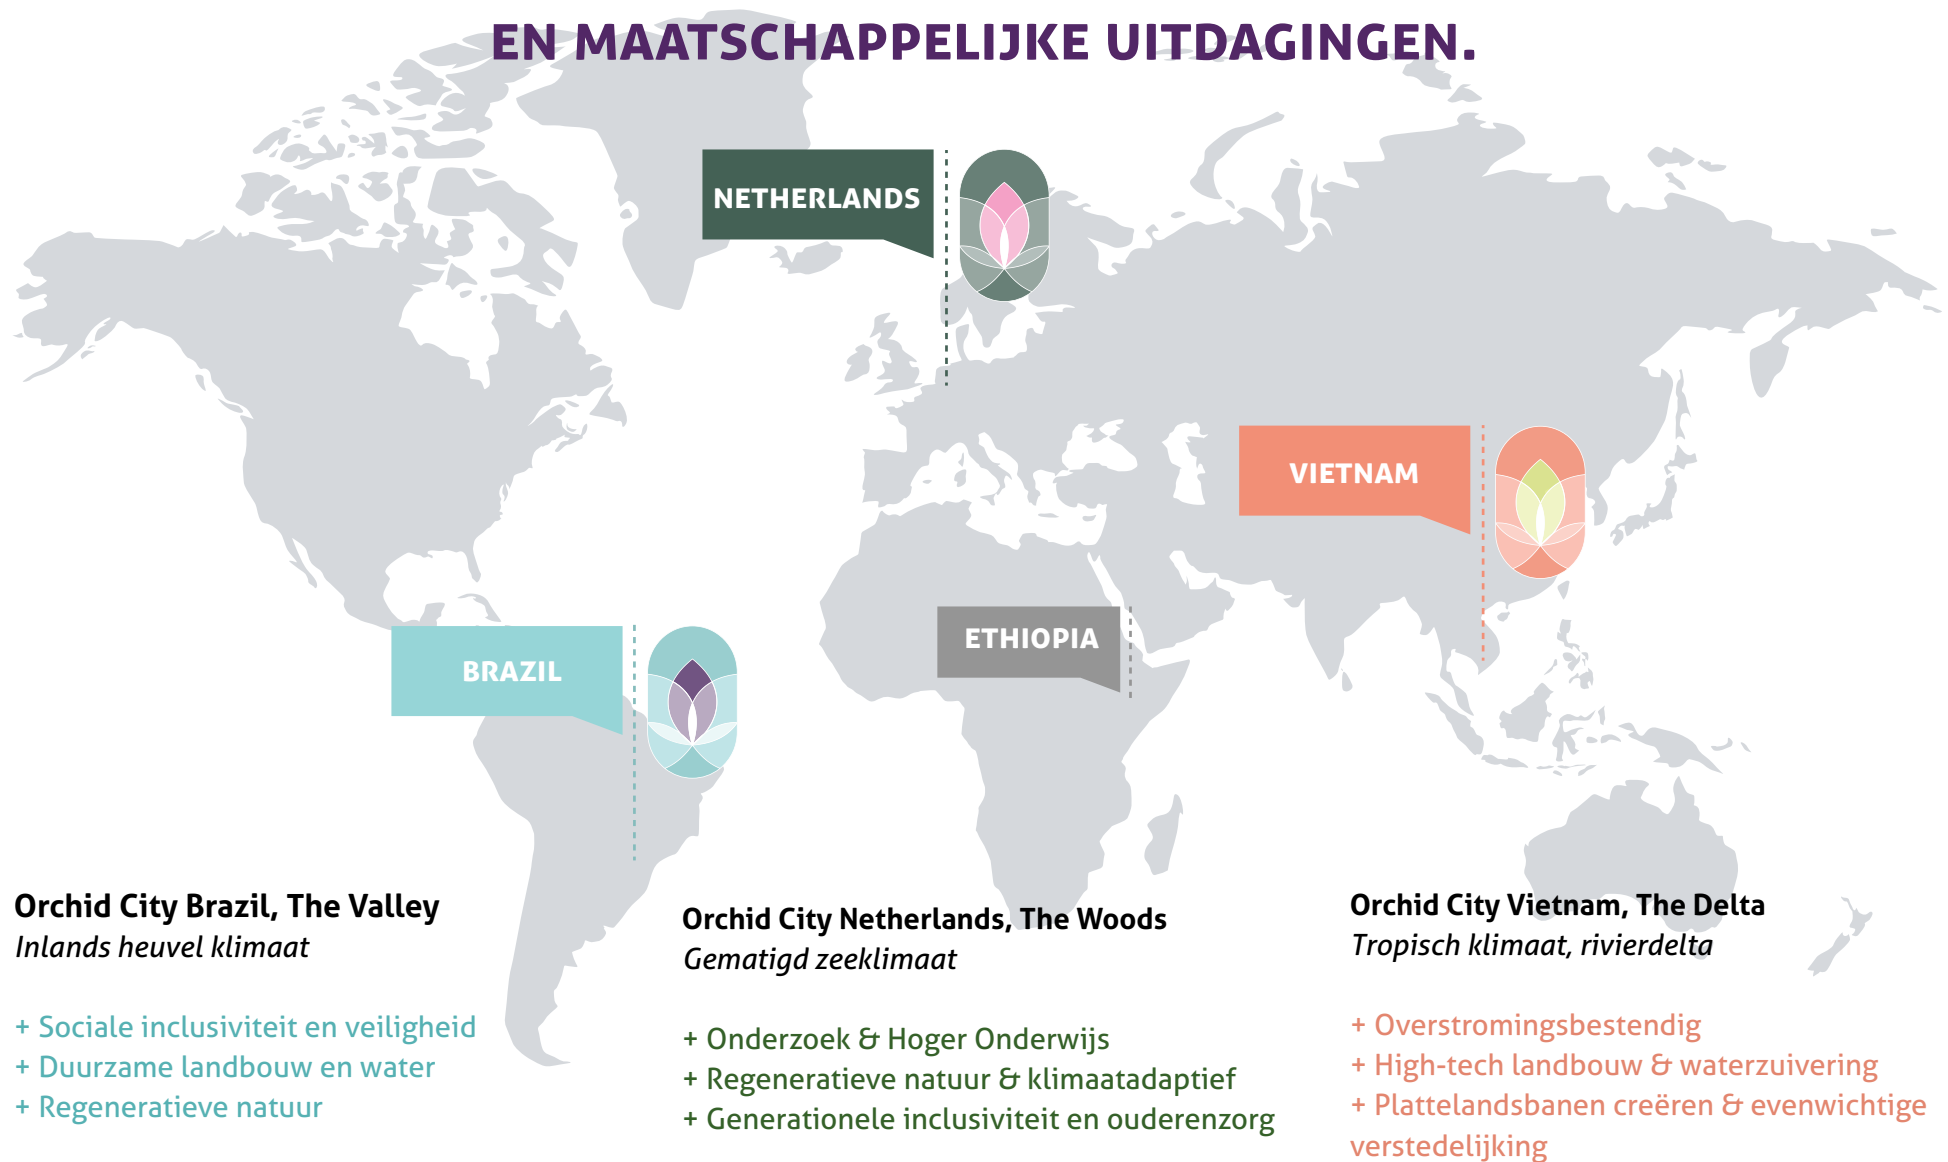 EN MAATSCHAPPELIJKE UITDAGINGEN.
NETHERLANDS
VIETNAM
ETHIOPIA
BRAZIL
Orchid City Brazil, The Valley
Inlands heuvel klimaat
+ Sociale inclusiviteit en veiligheid
+ Duurzame landbouw en water
+ Regeneratieve natuur
Orchid City Netherlands, The Woods
Gematigd zeeklimaat
+ Onderzoek & Hoger Onderwijs
+ Regeneratieve natuur & klimaatadaptief
+ Generationele inclusiviteit en ouderenzorg
Orchid City Vietnam, The Delta
Tropisch klimaat, rivierdelta
+ Overstromingsbestendig
+ High-tech landbouw & waterzuivering
+ Plattelandsbanen creëren & evenwichtige
verstedelijking